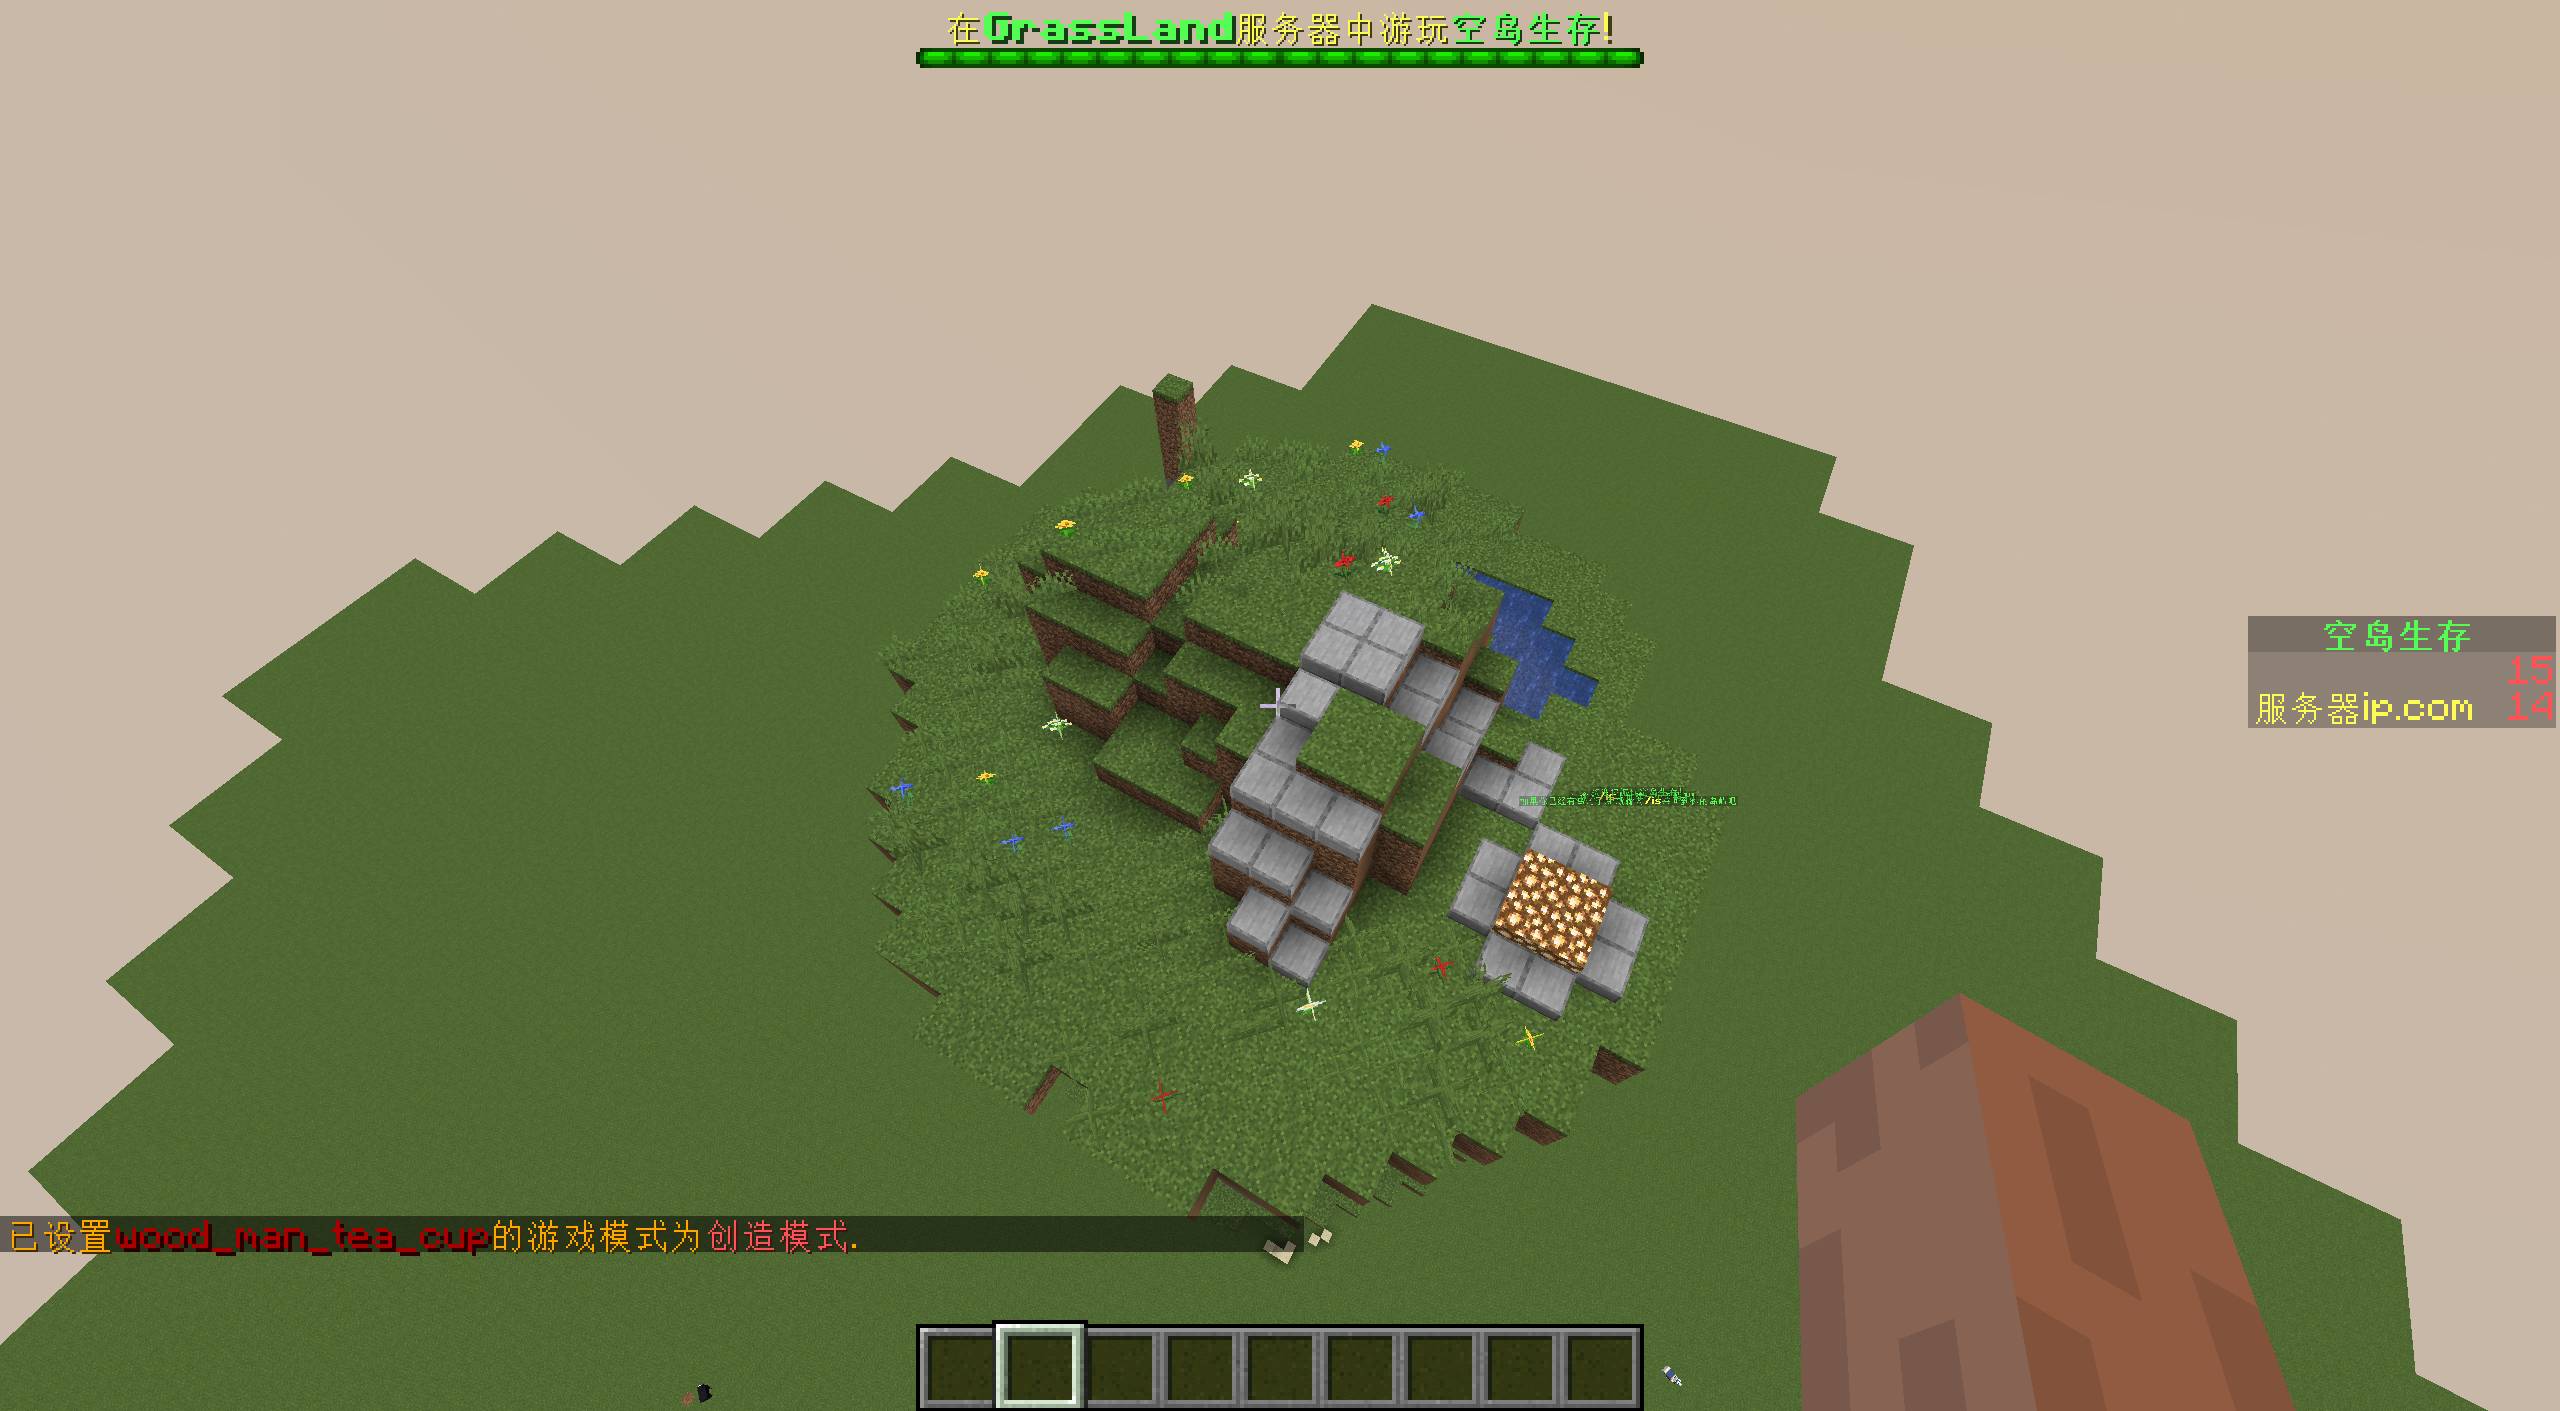 在GrassLand服务器中游玩空岛生存!
空岛生存
15
服务器ip.com 14
已设置wood_man_tea_cup的游戏模式为创造模式.